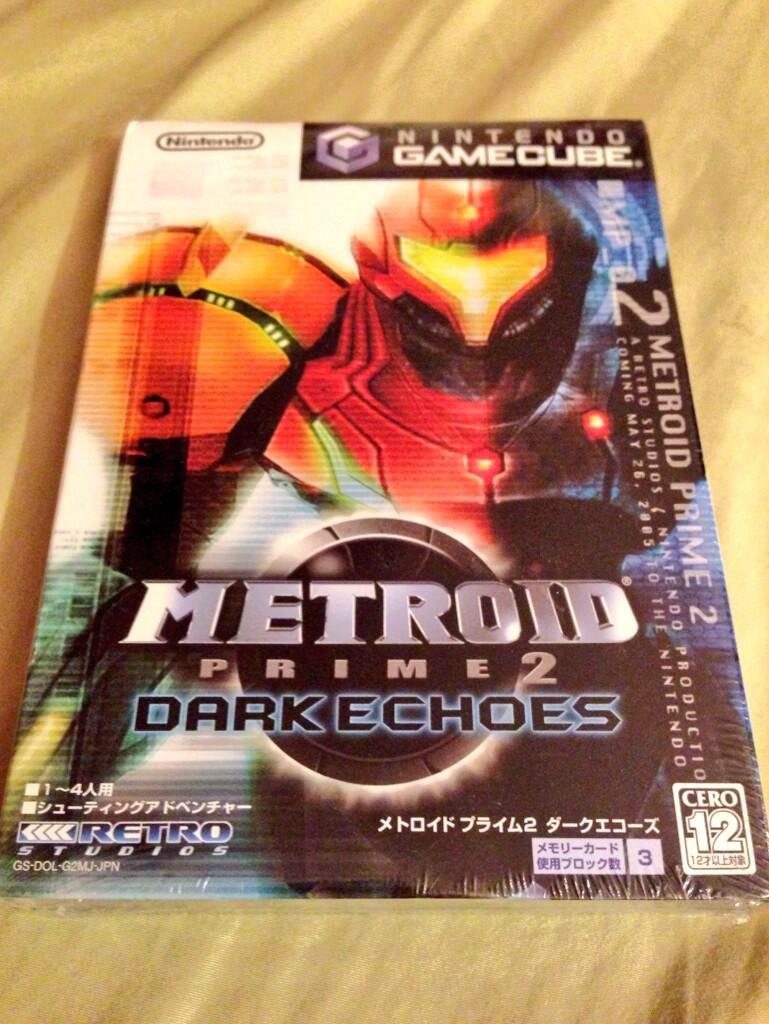 Nintendo
NINTENDO
GAMECUBE
METROID PRIME 2
A RETRO STUDIOS & NINTENDO PRODUCTIO
COMING MAY 26, 2005 TO THE NINTENDO
2
METROID®
PRIME 2
DARK ECHOES
■1～4人用
■シューティングアドベンチャー
RETRO
STUDIOS
GS-DOL-G2MJ-JPN
メトロイド プライム2 ダークエコーズ
メモリーカード
使用ブロック数 3
CERO
12
12才以上対象